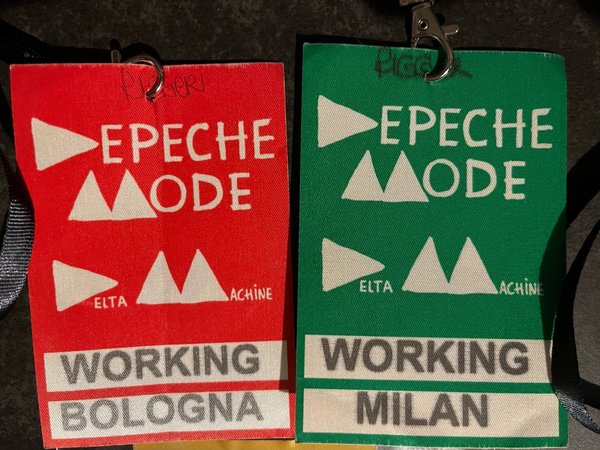 DEPECHE
MODE
DELTA MACHINE
WORKING
BOLOGNA
DEPECHE
MODE
DELTA MACHINE
WORKING
MILAN